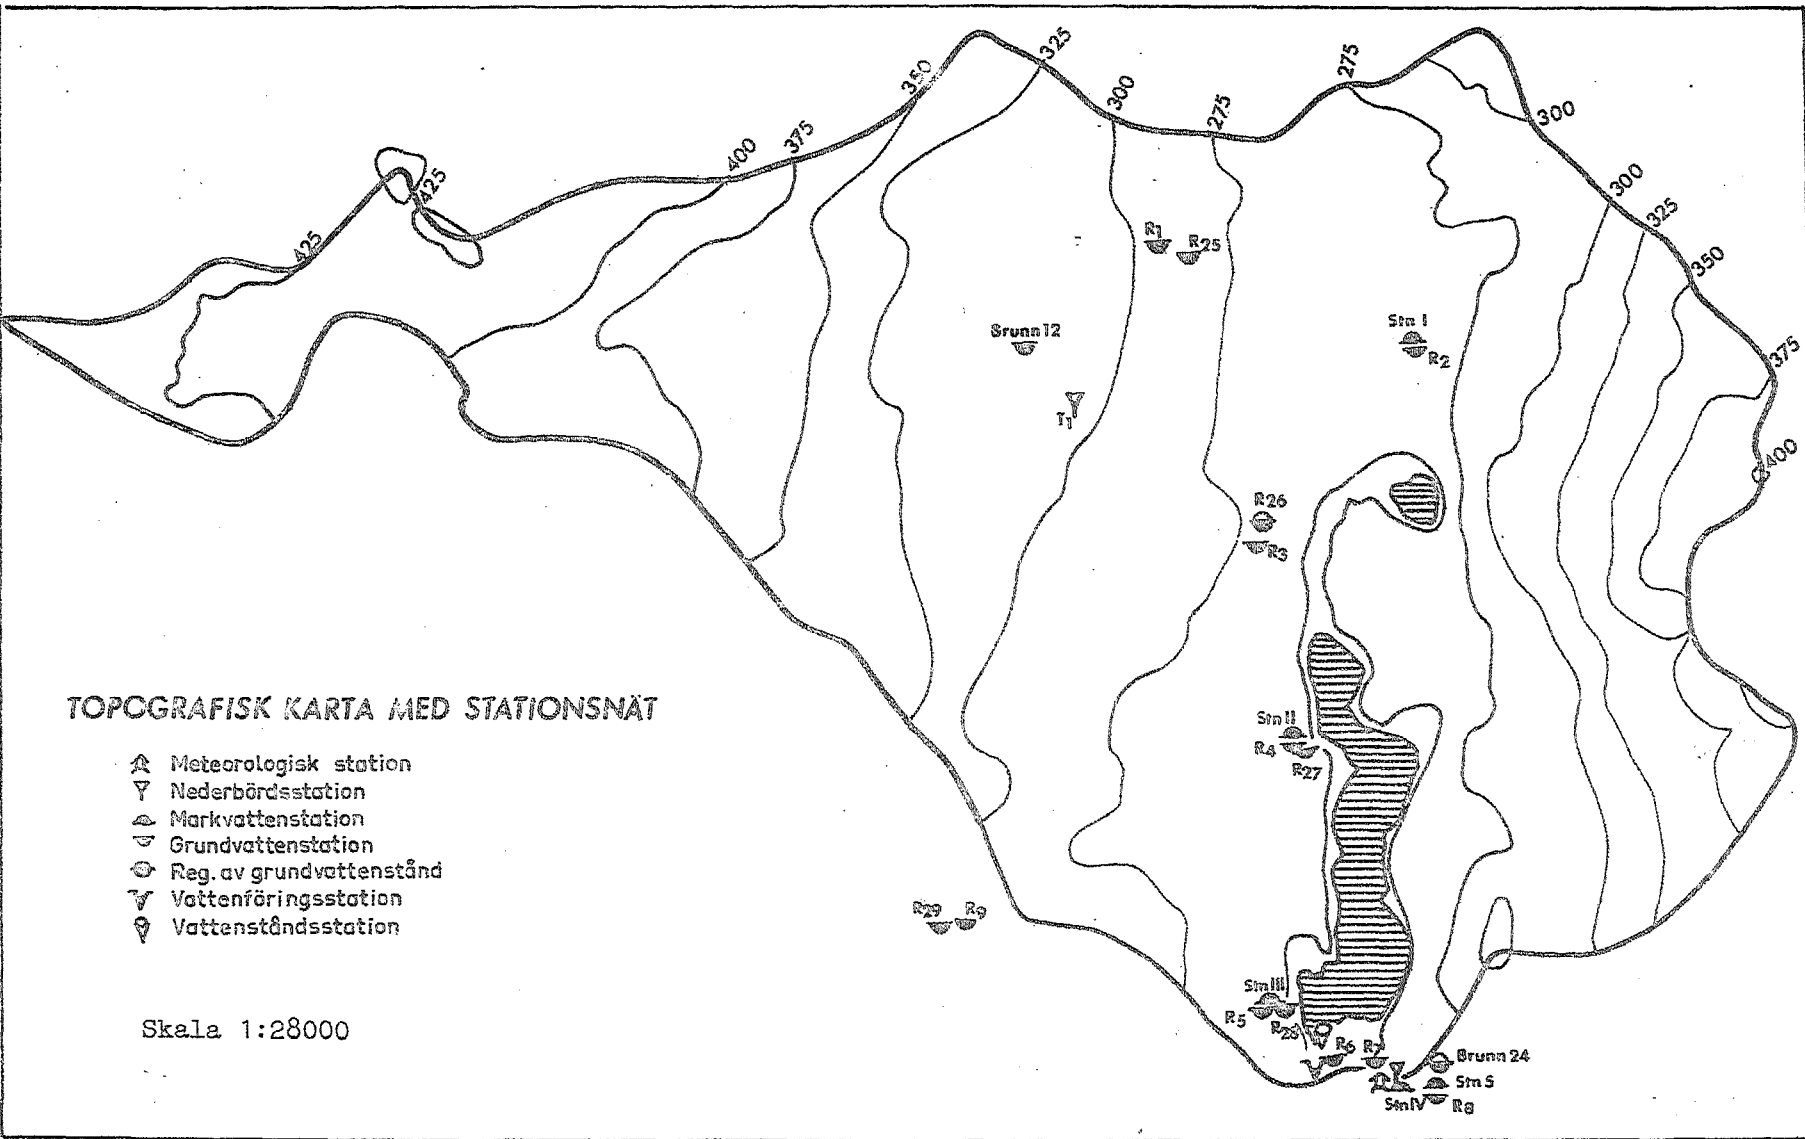 325
275
350
300
275
300
400
375
425
300
325
425
R1
R25
350
Brunn 12
Stn I
R2
375
T1
400
R26
R3
TOPOGRAFISK KARTA MED STATIONSNÄT
Stn II
R4
R27
Meteorologisk station
Nederbördsstation
Markvattenstation
Grundvattenstation
Reg. av grundvattenstånd
Vattenföringsstation
Vattenståndsstation
R29
R9
Stn III
R5
R28
Skala 1:28000
R6
R7
Brunn 24
Stn 5
Stn IV
R8